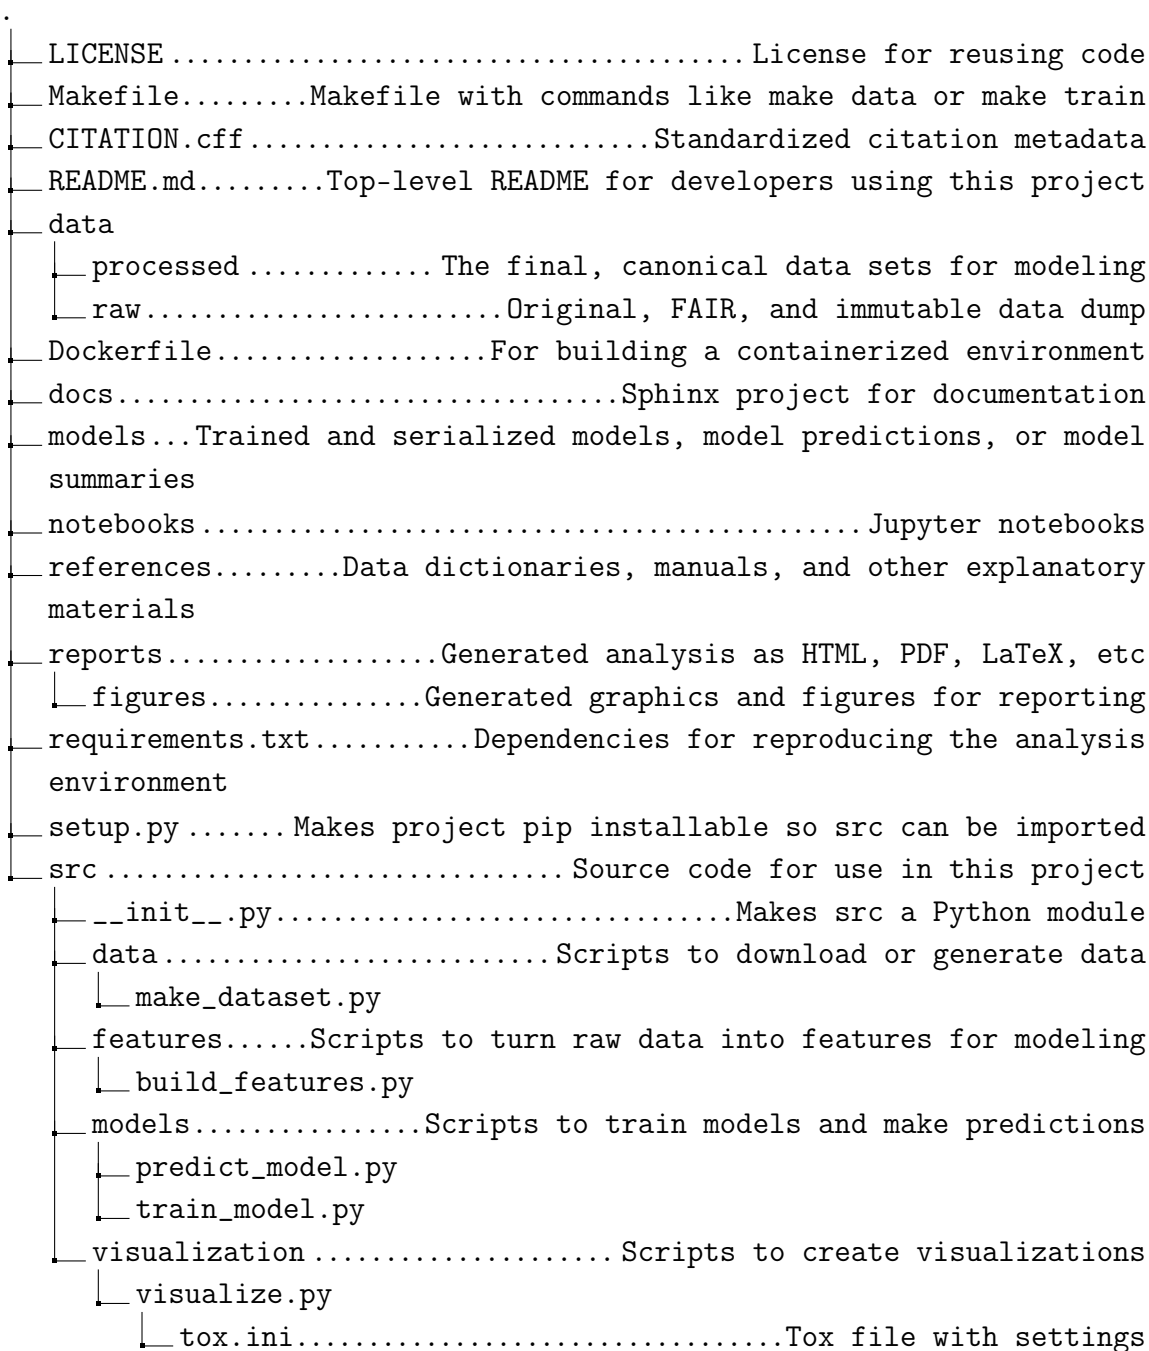 .
LICENSE ........................................ License for reusing code
Makefile.........Makefile with commands like make data or make train
CITATION.cff ............................Standardized citation metadata
README.md.........Top-level README for developers using this project
data
processed ............. The final, canonical data sets for modeling
raw.........................Original, FAIR, and immutable data dump
Dockerfile...................For building a containerized environment
docs...................................Sphinx project for documentation
models...Trained and serialized models, model predictions, or model
summaries
notebooks .............................................. Jupyter notebooks
references.........Data dictionaries, manuals, and other explanatory
materials
reports...................Generated analysis as HTML, PDF, LaTeX, etc
figures...............Generated graphics and figures for reporting
requirements.txt...........Dependencies for reproducing the analysis
environment
setup.py ....... Makes project pip installable so src can be imported
src ................................ Source code for use in this project
__init__.py................................Makes src a Python module
data ...........................Scripts to download or generate data
make_dataset.py
features......Scripts to turn raw data into features for modeling
build_features.py
models................Scripts to train models and make predictions
predict_model.py
train_model.py
visualization ..................... Scripts to create visualizations
visualize.py
tox.ini..................................Tox file with settings